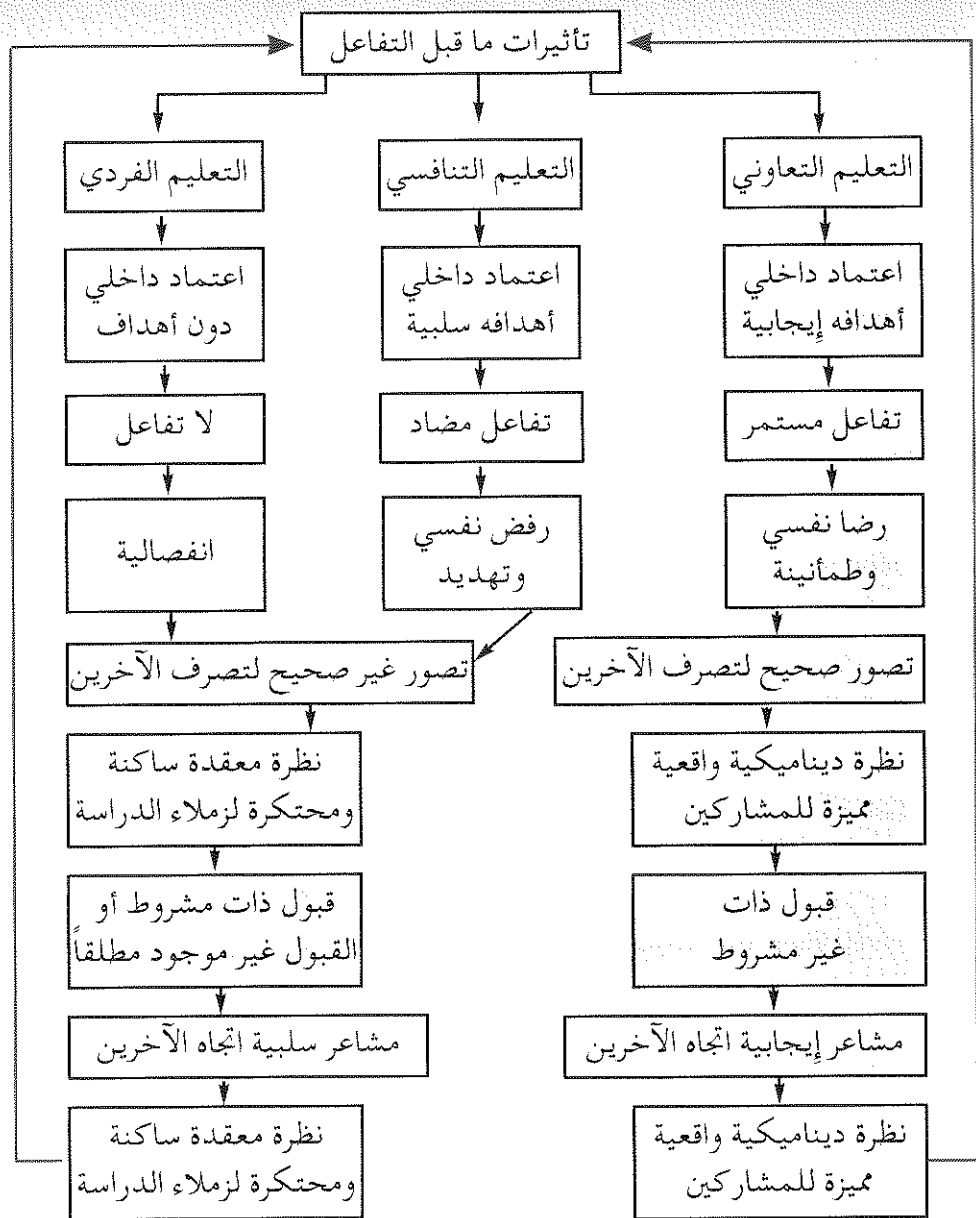 تأثيرات ما قبل التفاعل
التعليم التعاوني
التعليم التنافسي
التعليم الفردي
اعتماد داخلي
أهدافه إيجابية
اعتماد داخلي
أهدافه سلبية
اعتماد داخلي
دون أهداف
تفاعل مستمر
تفاعل مضاد
لا تفاعل
رضا نفسي
وطمأنينة
رفض نفسي
وتهديد
انفصالية
تصور صحيح لتصرف الآخرين
تصور غير صحيح لتصرف الآخرين
نظرة ديناميكية واقعية
مميزة للمشاركين
نظرة معقدة ساكنة
ومحتكرة لزملاء الدراسة
قبول ذات
غير مشروط
قبول ذات مشروط أو
القبول غير موجود مطلقاً
مشاعر إيجابية اتجاه الآخرين
مشاعر سلبية اتجاه الآخرين
نظرة ديناميكية واقعية
مميزة للمشاركين
نظرة معقدة ساكنة
ومحتكرة لزملاء الدراسة